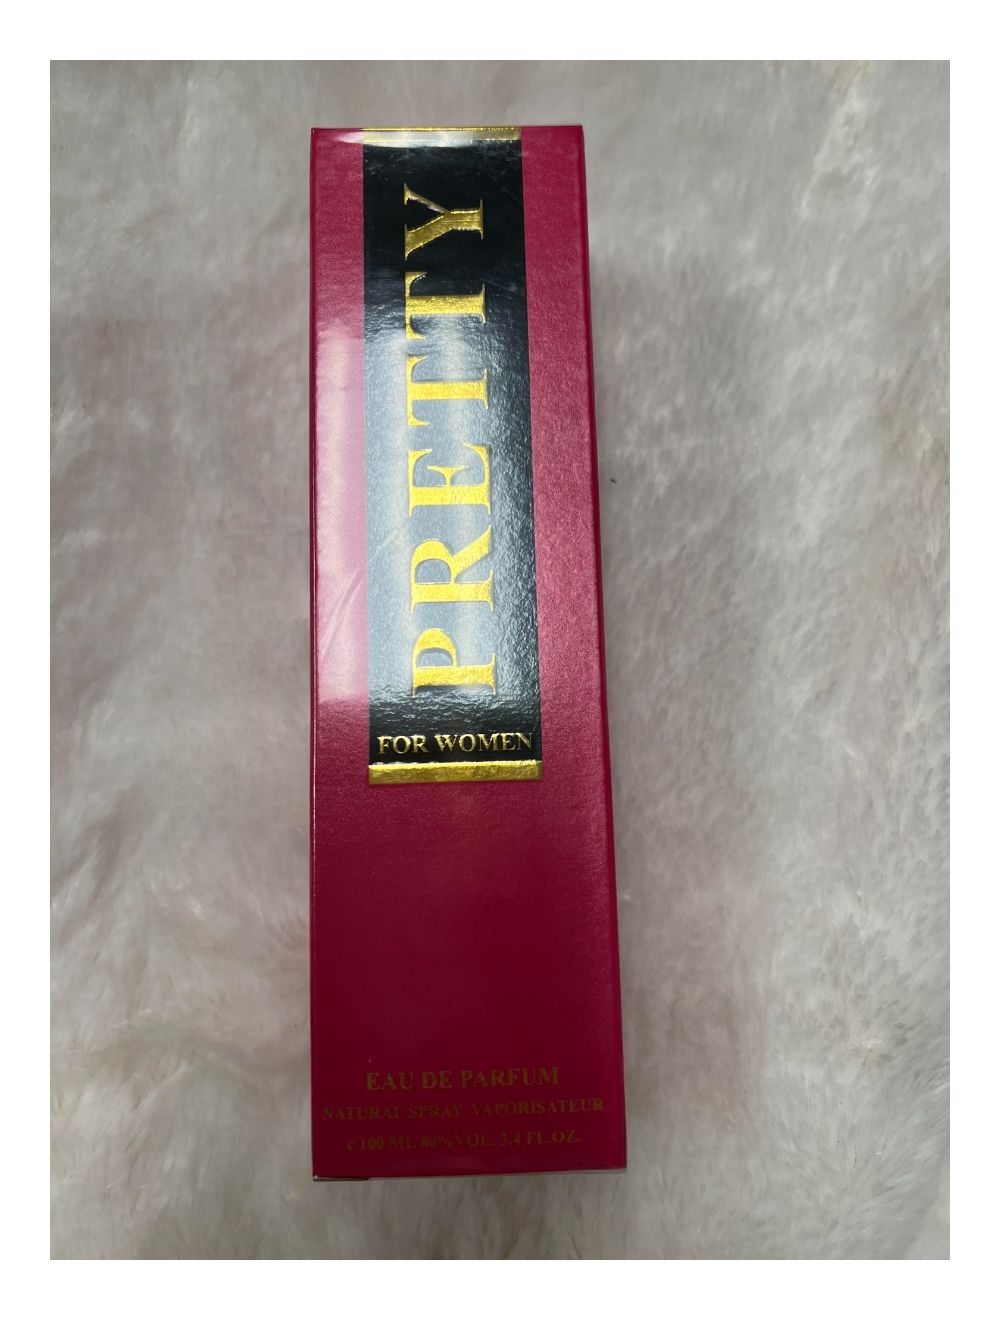 PRETTY
FOR WOMEN
EAU DE PARFUM
NATURAL SPRAY VAPORISATEUR
e 100 ML 80% VOL. 3.4 FL.OZ.